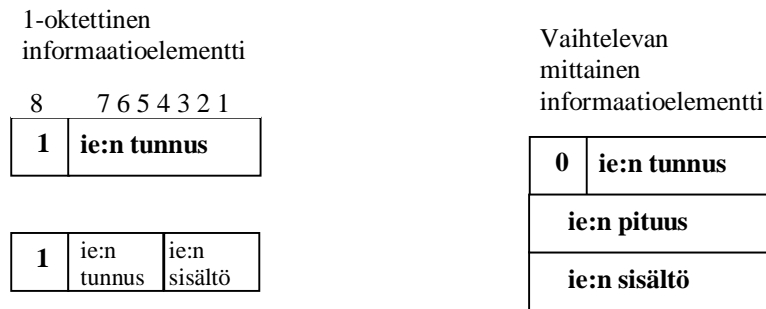 1-oktettinen
informaatioelementti
8 7 6 5 4 3 2 1
1 ie:n tunnus
1 ie:n tunnus ie:n sisältö
Vaihtelevan
mittainen
informaatioelementti
0 ie:n tunnus
ie:n pituus
ie:n sisältö